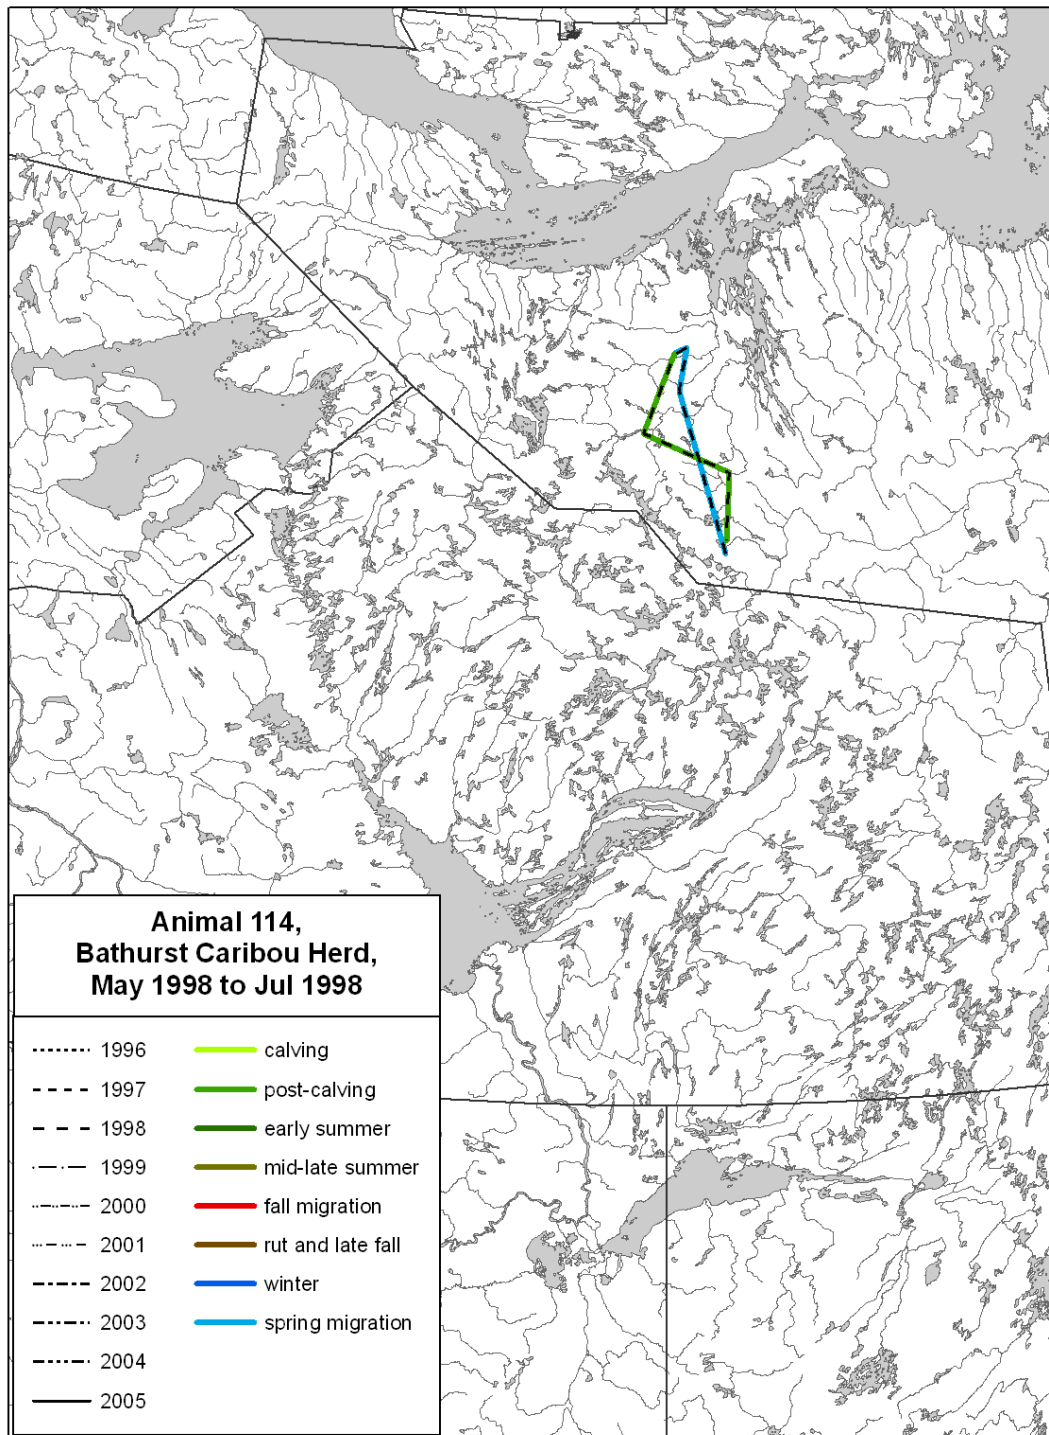 Animal 114,
Bathurst Caribou Herd,
May 1998 to Jul 1998
1996
1997
1998
1999
2000
2001
2002
2003
2004
2005
calving
post-calving
early summer
mid-late summer
fall migration
rut and late fall
winter
spring migration